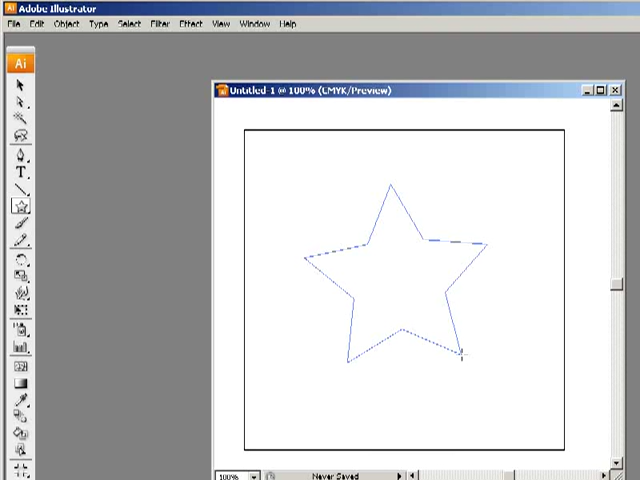 Ai Adobe Illustrator
File Edit Object Type Select Filter Effect View Window Help
Ai
Untitled-1 @ 100% (CMYK/Preview)
T
100% Never Saved